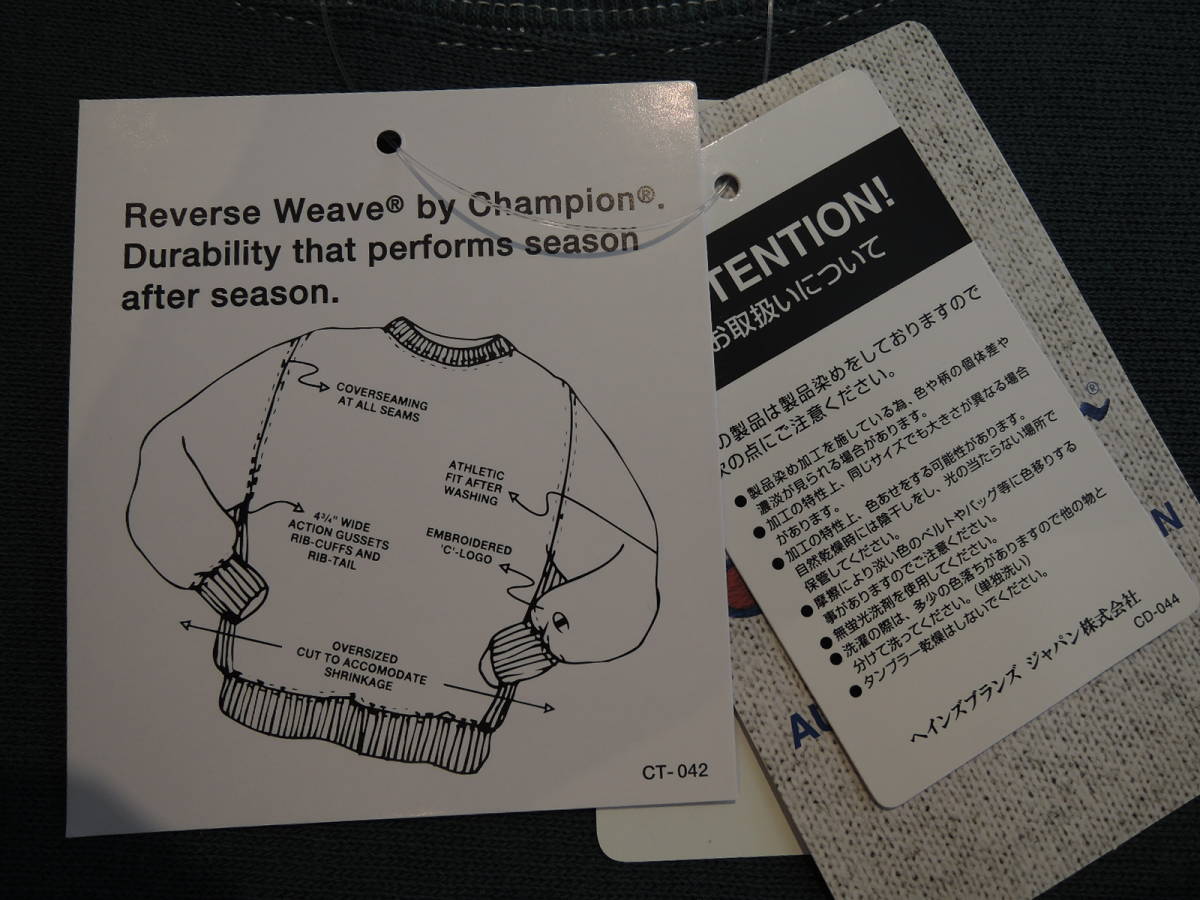 Reverse Weave® by Champion®.
Durability that performs season
after season.
COVERSEAMING
AT ALL SEAMS
ATHLETIC
FIT AFTER
WASHING
4¾" WIDE
ACTION GUSSETS
RIB-CUFFS AND
RIB-TAIL
EMBROIDERED
'C'-LOGO
OVERSIZED
CUT TO ACCOMODATE
SHRINKAGE
CT-042
TENTION!
お取扱いについて
の製品は製品染めをしておりますので
次の点にご注意ください。
●製品染め加工を施している為、色や柄の個体差や
濃淡が見られる場合があります。
●加工の特性上、同じサイズでも大きさが異なる場合
があります。
●加工の特性上、色あせをする可能性があります。
自然乾燥時には陰干しをし、光の当たらない場所で
保管してください。
●摩擦により淡い色のベルトやバッグ等に色移りする
事がありますのでご注意ください。
●無蛍光洗剤を使用してください。
●洗濯の際は、多少の色落ちがありますので他の物と
分けて洗ってください。(単独洗い)
●タンブラー乾燥はしないでください。
ヘインズブランズ ジャパン株式会社
CD-044
®
N
AU